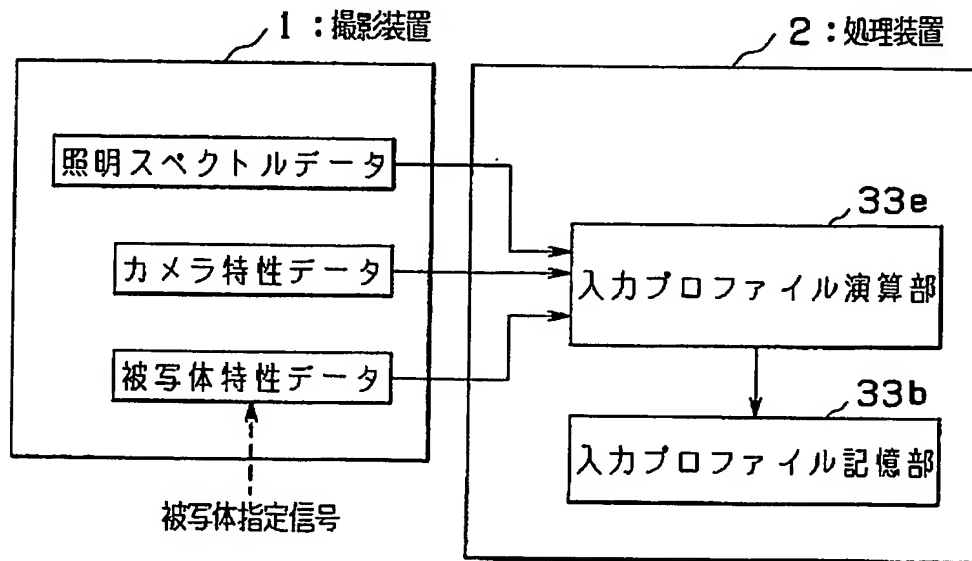 1:撮影装置
2:処理装置
照明スペクトルデータ
カメラ特性データ
被写体特性データ
被写体指定信号
33e
入力プロファイル演算部
33b
入力プロファイル記憶部